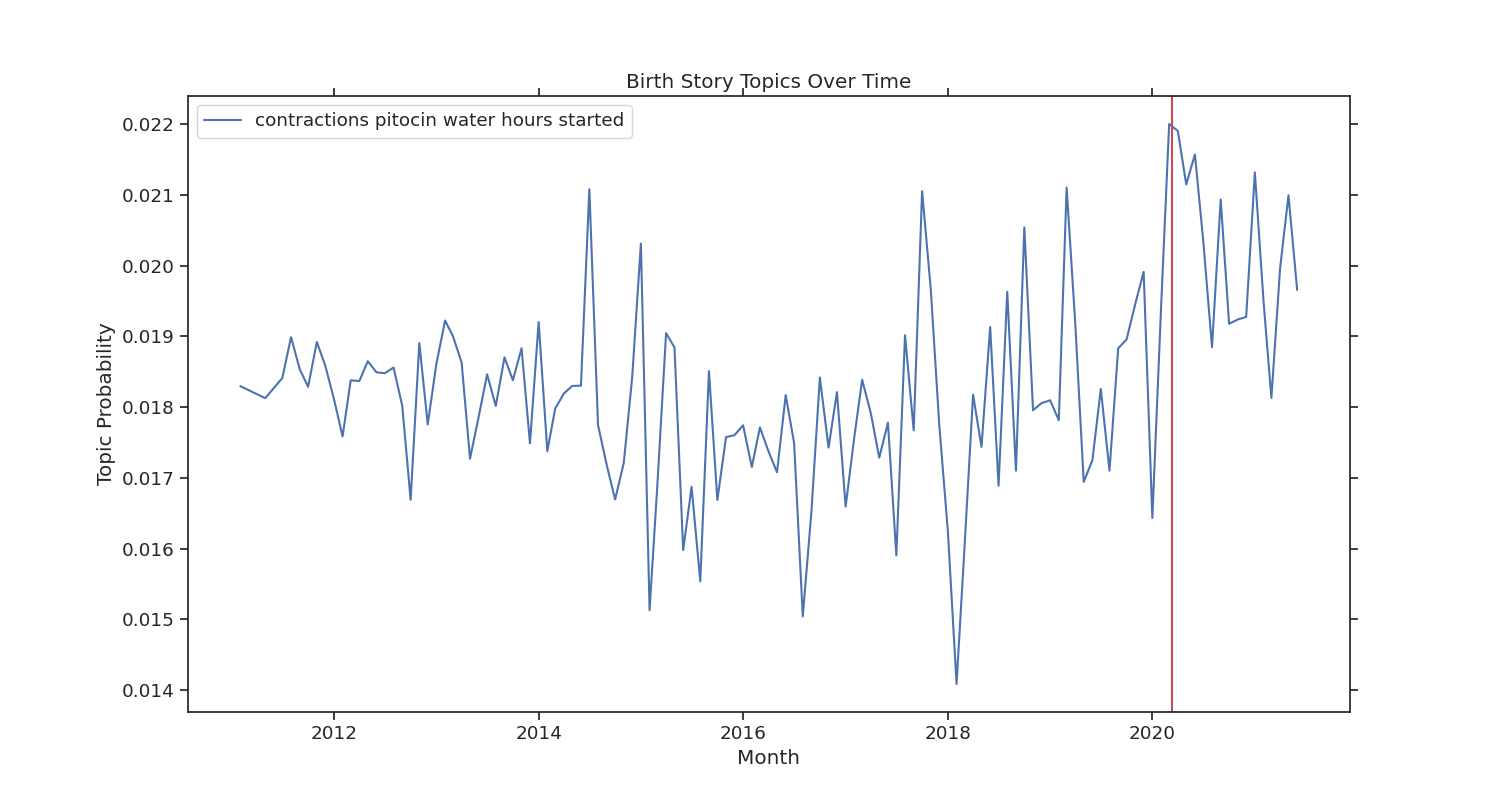 Birth Story Topics Over Time
contractions pitocin water hours started
0.022
0.021
0.020
0.019
0.018
0.017
0.016
0.015
0.014
Topic Probability
2012 2014 2016 2018 2020
Month